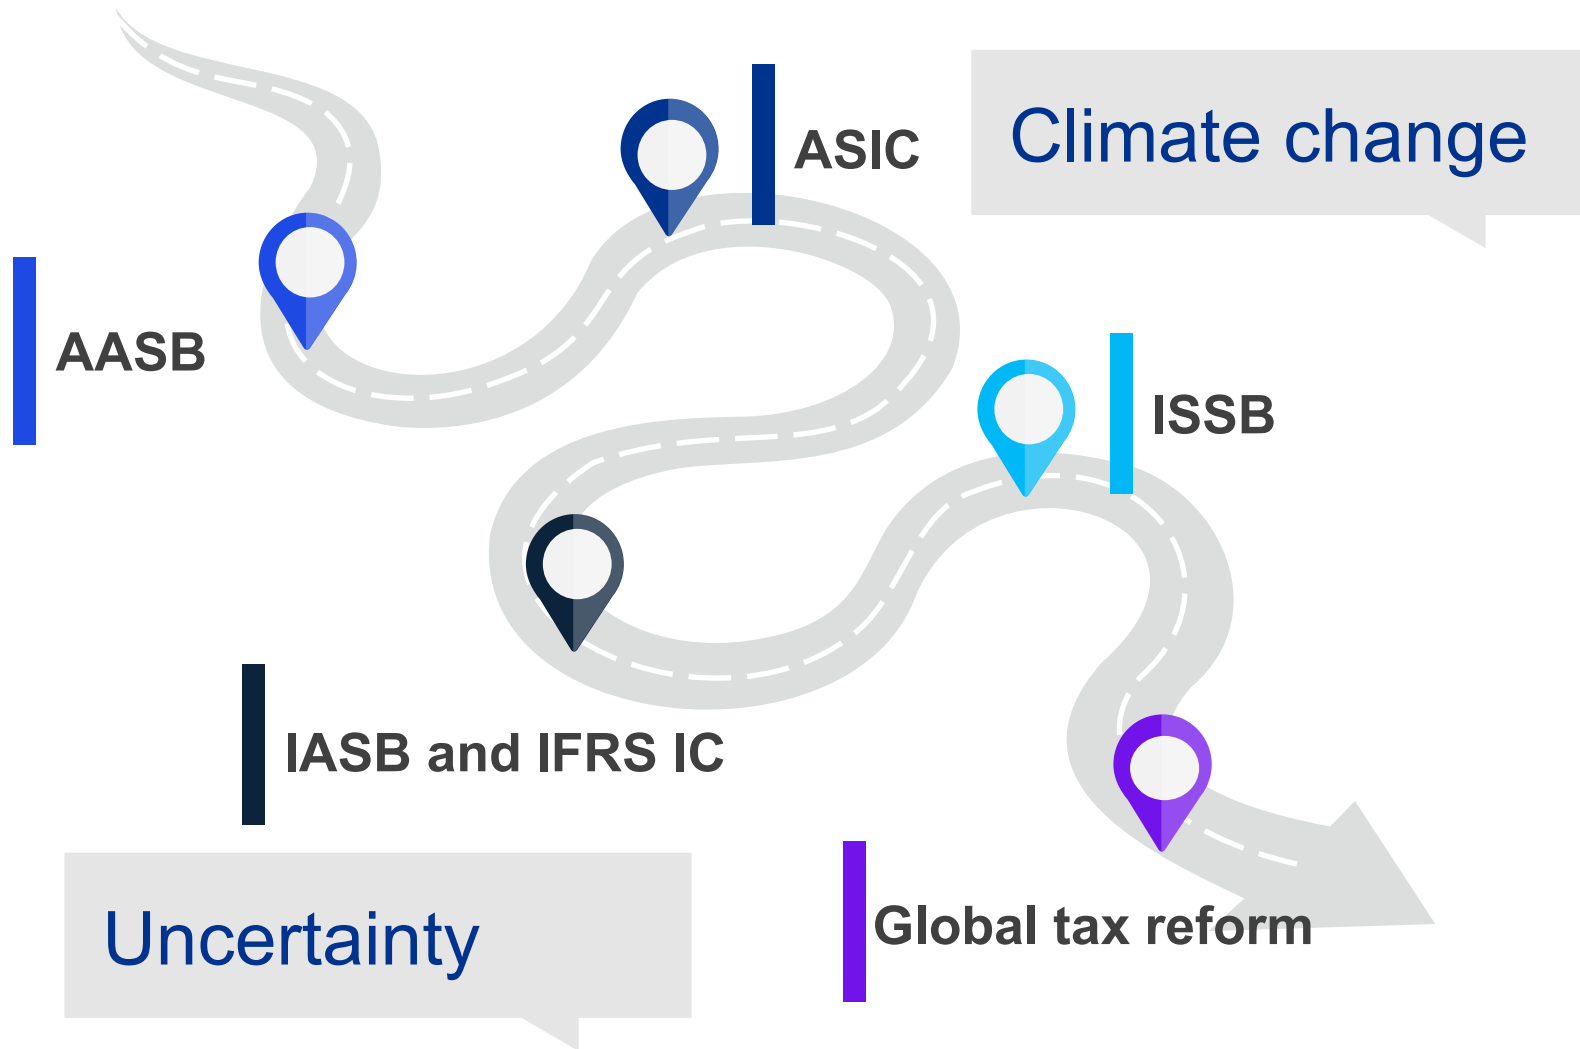 Climate change
ASIC
AASB
ISSB
IASB and IFRS IC
Global tax reform
Uncertainty